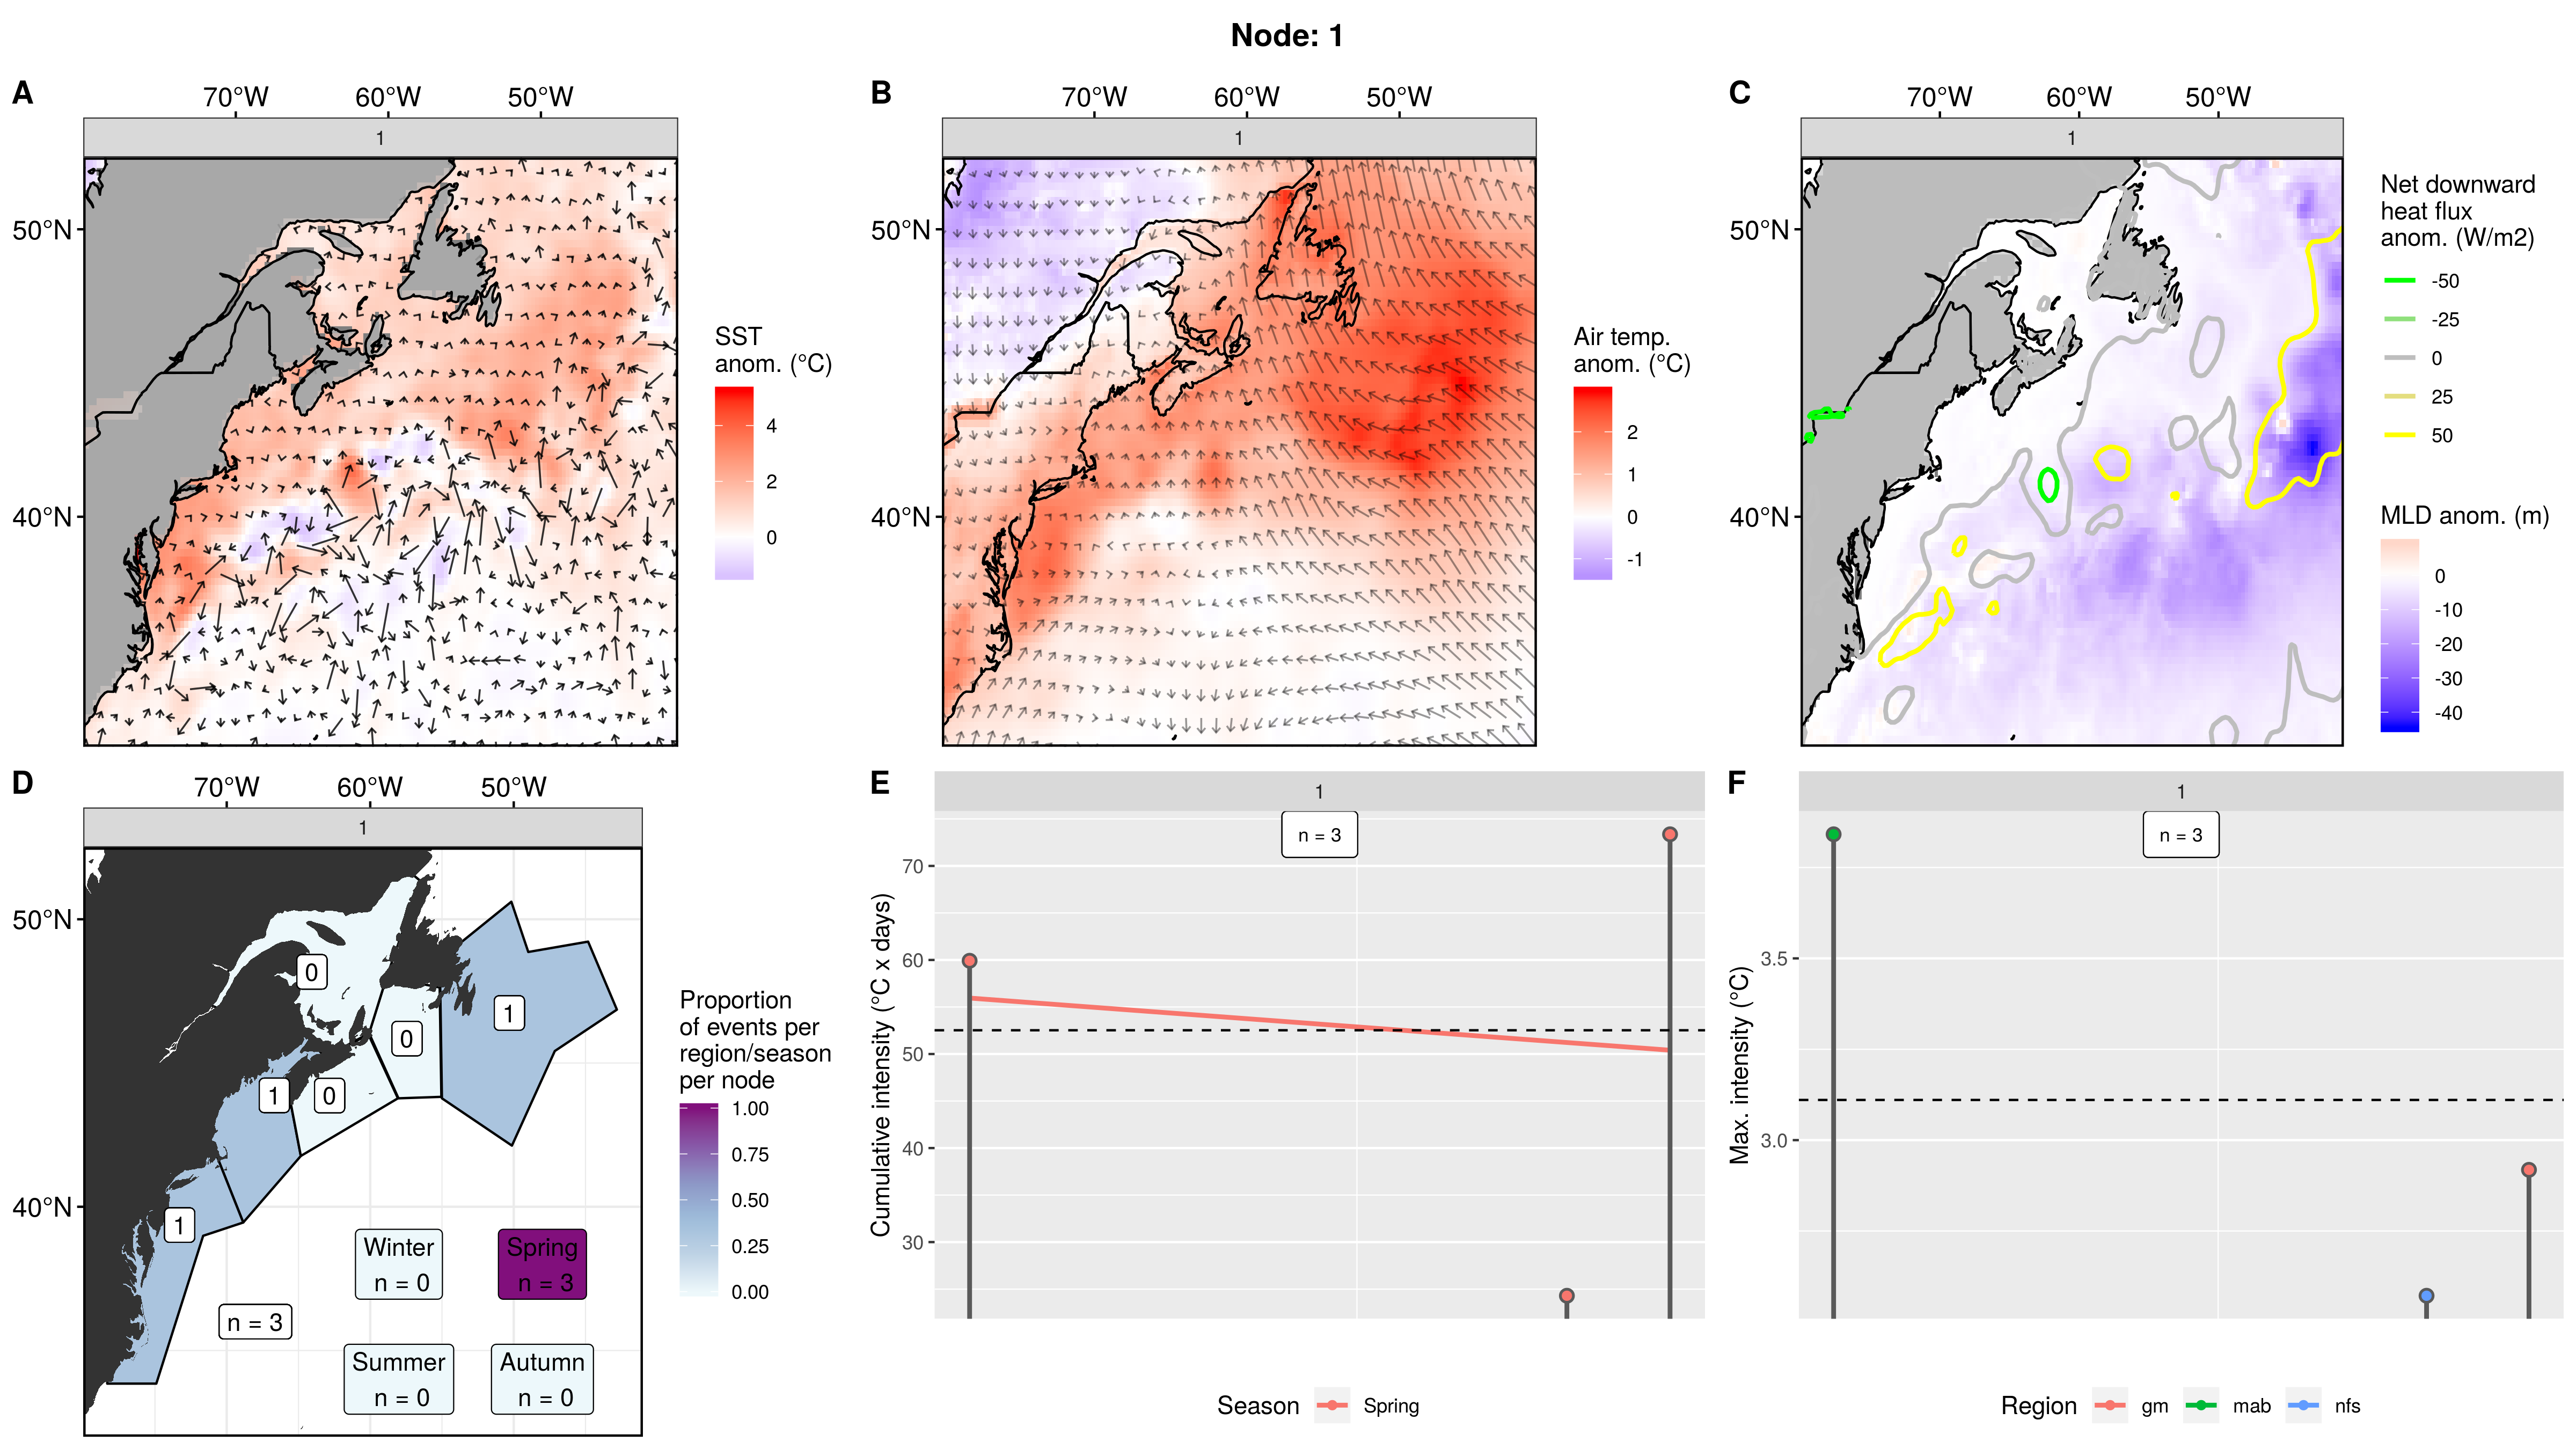 Node: 1
A
70°W 60°W 50°W
1
50°N
40°N
SST
anom. (°C)
4
2
0
B
70°W 60°W 50°W
1
50°N
40°N
Air temp.
anom. (°C)
2
1
0
-1
C
70°W 60°W 50°W
1
50°N
40°N
Net downward
heat flux
anom. (W/m2)
-50
-25
0
25
50
MLD anom. (m)
0
-10
-20
-30
-40
D
70°W 60°W 50°W
1
50°N
40°N
0
1
0
1
0
1
n = 3
Winter
n = 0
Spring
n = 3
Summer
n = 0
Autumn
n = 0
Proportion
of events per
region/season
per node
1.00
0.75
0.50
0.25
0.00
E
1
n = 3
Cumulative intensity (°C x days)
70
60
50
40
30
Season Spring
F
1
n = 3
Max. intensity (°C)
3.5
3.0
Region gm mab nfs